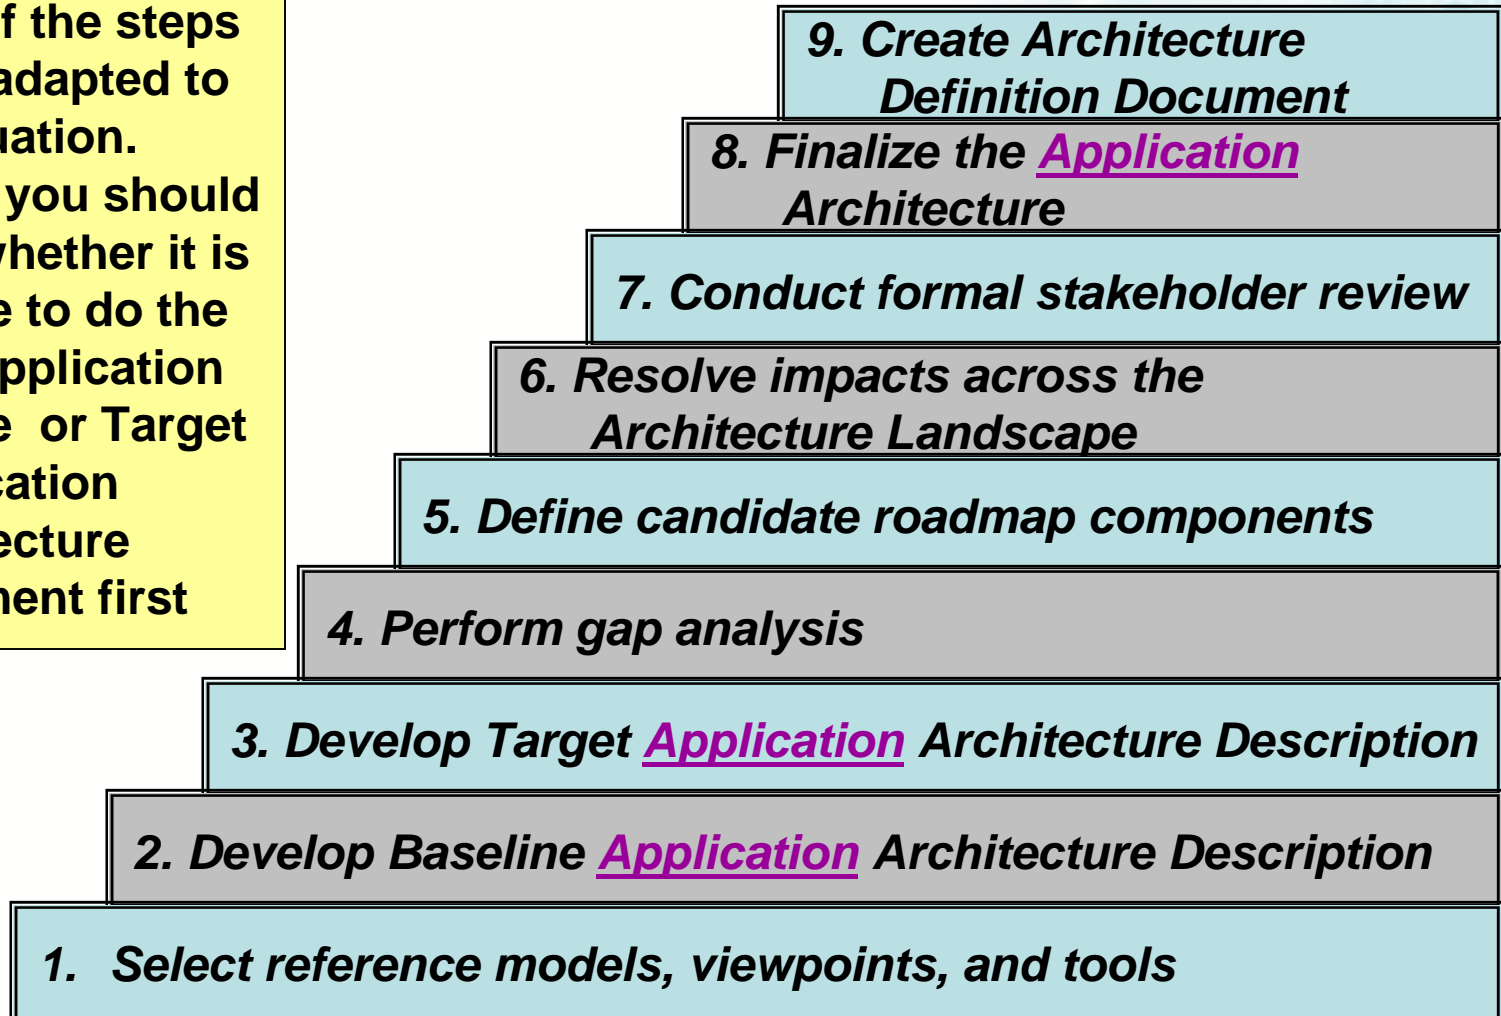 f the steps
adapted to
uation.
you should
whether it is
e to do the
pplication
e or Target
cation
ecture
nent first
9. Create Architecture
Definition Document
8. Finalize the Application
Architecture
7. Conduct formal stakeholder review
6. Resolve impacts across the
Architecture Landscape
5. Define candidate roadmap components
4. Perform gap analysis
3. Develop Target Application Architecture Description
2. Develop Baseline Application Architecture Description
1. Select reference models, viewpoints, and tools